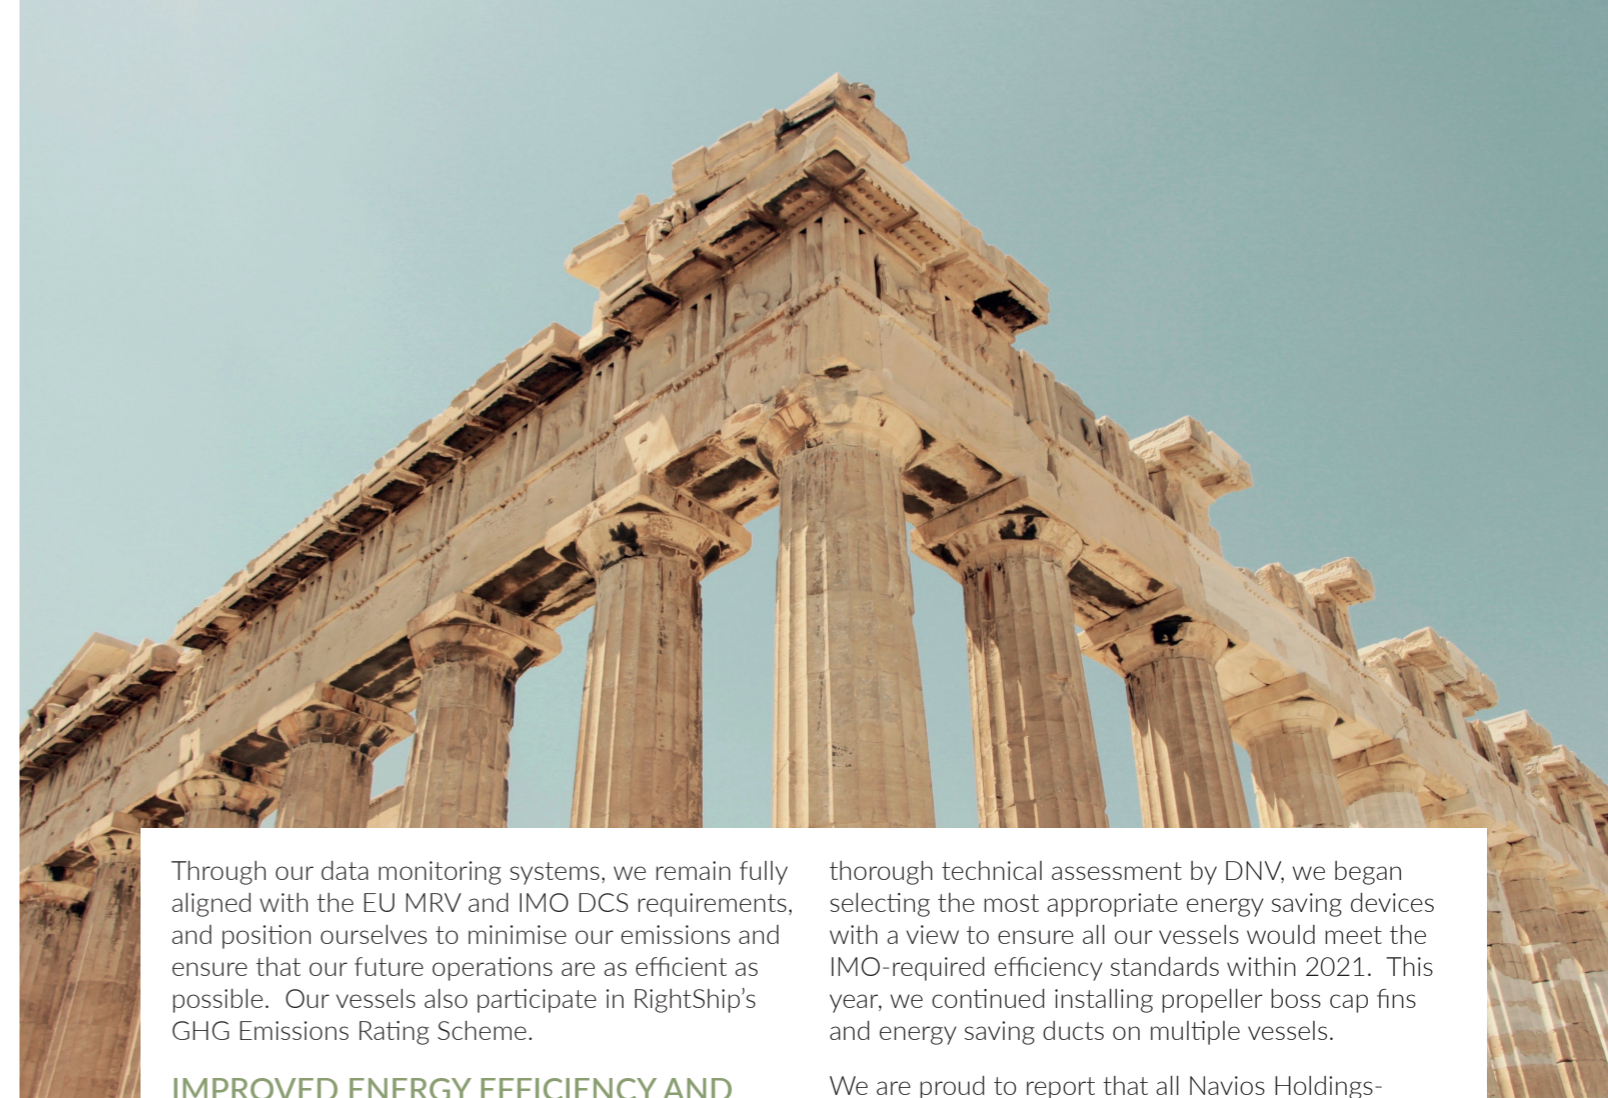 Through our data monitoring systems, we remain fully
aligned with the EU MRV and IMO DCS requirements,
and position ourselves to minimise our emissions and
ensure that our future operations are as efficient as
possible.  Our vessels also participate in RightShip’s
GHG Emissions Rating Scheme.
IMPROVED ENERGY EFFICIENCY AND
thorough technical assessment by DNV, we began
selecting the most appropriate energy saving devices
with a view to ensure all our vessels would meet the
IMO-required efficiency standards within 2021.  This
year, we continued installing propeller boss cap fins
and energy saving ducts on multiple vessels.
We are proud to report that all Navios Holdings-